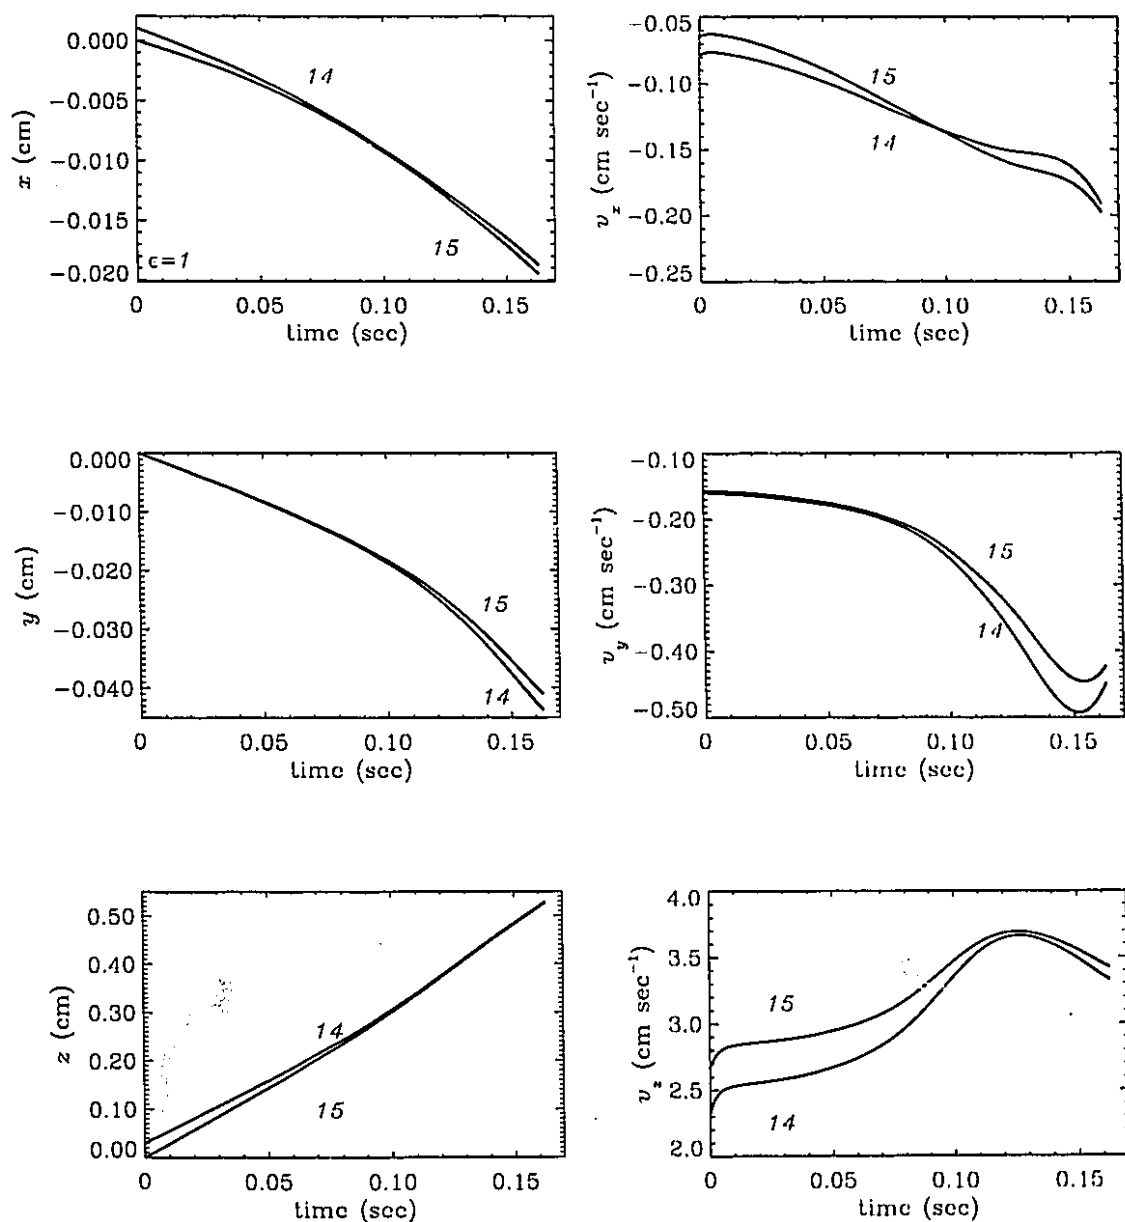 0.000
-0.005
-0.010
-0.015
-0.020
x (cm)
14
15
ϵ=1
0 0.05 0.10 0.15
time (sec)
-0.05
-0.10
-0.15
-0.20
-0.25
v_x (cm sec⁻¹)
15
14
0 0.05 0.10 0.15
time (sec)
0.000
-0.010
-0.020
-0.030
-0.040
y (cm)
15
14
0 0.05 0.10 0.15
time (sec)
-0.10
-0.20
-0.30
-0.40
-0.50
v_y (cm sec⁻¹)
15
14
0 0.05 0.10 0.15
time (sec)
0.50
0.40
0.30
0.20
0.10
0.00
z (cm)
14
15
0 0.05 0.10 0.15
time (sec)
4.0
3.5
3.0
2.5
2.0
v_z (cm sec⁻¹)
15
14
0 0.05 0.10 0.15
time (sec)